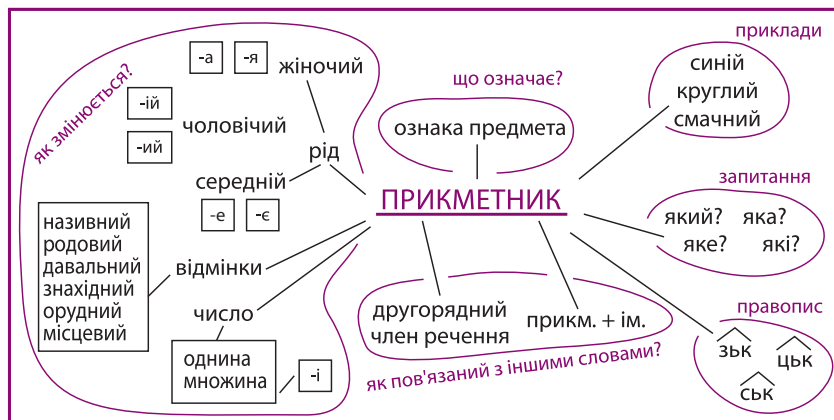 як змінюється?
-а -я жіночий
-ій
-ий
чоловічий
рід
середній
-е -є
називний
родовий
давальний
знахідний
орудний
місцевий
відмінки
число
однина
множина
-і
що означає?
ознака предмета
ПРИКМЕТНИК
другорядний
член речення
прикм. + ім.
як пов'язаний з іншими словами?
приклади
синій
круглий
смачний
запитання
який? яка?
яке? які?
правопис
зьк цьк
ськ